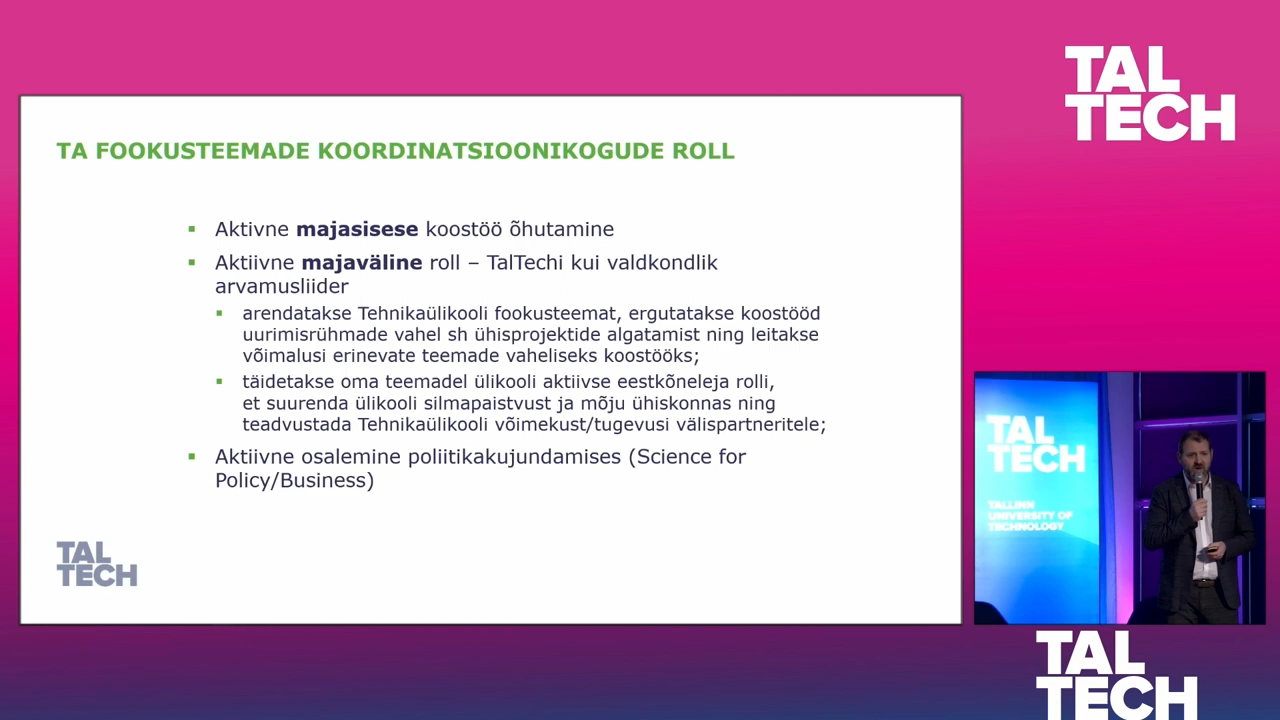 TAL
TECH
TA FOOKUSTEEMADE KOORDINATSIOONIKOGUDE ROLL
Aktivne majasisese koostöö õhutamine
Aktiivne majaväline roll – TalTechi kui valdkondlik
arvamusliider
arendatakse Tehnikaülikooli fookusteemat, ergutatakse koostööd
uurimisrühmade vahel sh ühisprojektide algatamist ning leitakse
võimalusi erinevate teemade vaheliseks koostööks;
täidetakse oma teemadel ülikooli aktiivse eestkõneleja rolli,
et suurenda ülikooli silmapaistvust ja mõju ühiskonnas ning
teadvustada Tehnikaülikooli võimekust/tugevusi välispartneritele;
Aktiivne osalemine poliitikakujundamises (Science for
Policy/Business)
TAL
TECH
TAL
TECH
TALLINN
UNIVERSITY OF
TECHNOLOGY
TAL
TECH